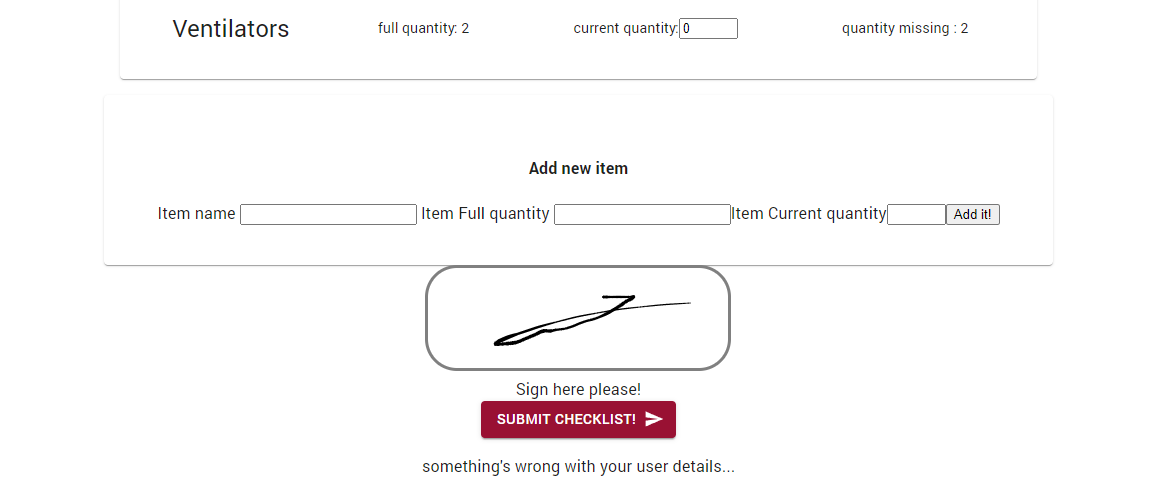 Ventilators full quantity: 2 current quantity: 0 quantity missing : 2
Add new item
Item name Item Full quantity Item Current quantity Add it!
Sign here please!
SUBMIT CHECKLIST!
something's wrong with your user details...